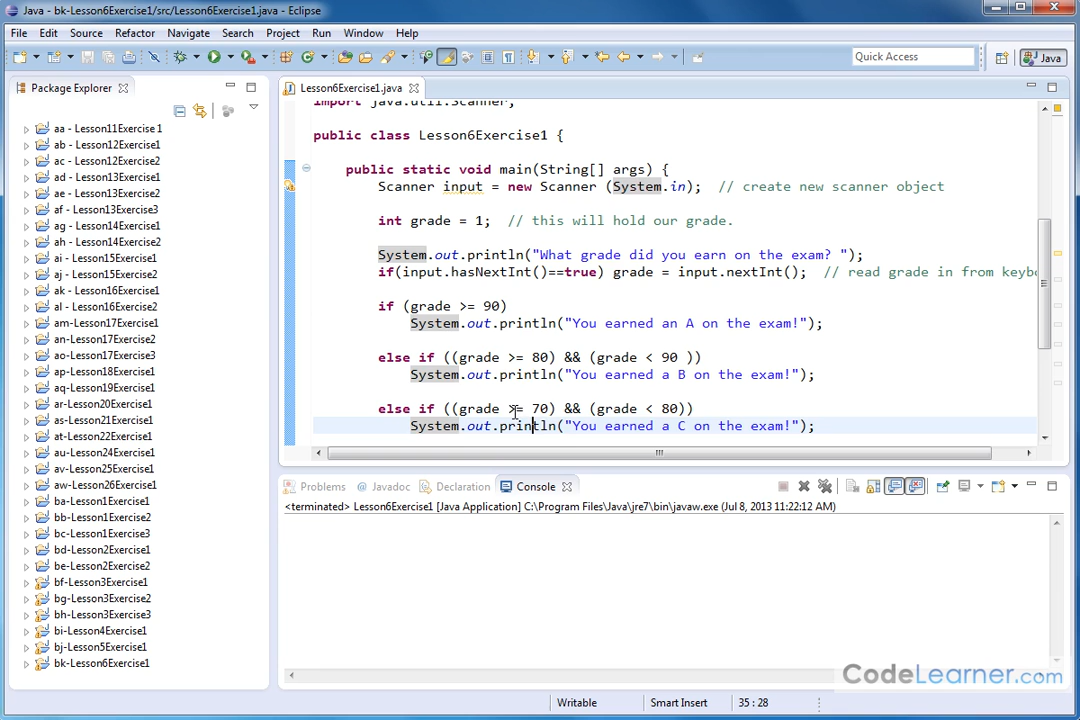 Java - bk-Lesson6Exercise1/src/Lesson6Exercise1.java - Eclipse
File Edit Source Refactor Navigate Search Project Run Window Help
Quick Access
Java
Package Explorer
aa - Lesson11Exercise1
ab - Lesson12Exercise1
ac - Lesson12Exercise2
ad - Lesson13Exercise1
ae - Lesson13Exercise2
af - Lesson13Exercise3
ag - Lesson14Exercise1
ah - Lesson14Exercise2
ai - Lesson15Exercise1
aj - Lesson15Exercise2
ak - Lesson16Exercise1
al - Lesson16Exercise2
am-Lesson17Exercise1
an-Lesson17Exercise2
ao-Lesson17Exercise3
ap-Lesson18Exercise1
aq-Lesson19Exercise1
ar-Lesson20Exercise1
as-Lesson21Exercise1
at-Lesson22Exercise1
au-Lesson24Exercise1
av-Lesson25Exercise1
aw-Lesson26Exercise1
ba-Lesson1Exercise1
bb-Lesson1Exercise2
bc-Lesson1Exercise3
bd-Lesson2Exercise1
be-Lesson2Exercise2
bf-Lesson3Exercise1
bg-Lesson3Exercise2
bh-Lesson3Exercise3
bi-Lesson4Exercise1
bj-Lesson5Exercise1
bk-Lesson6Exercise1
Lesson6Exercise1.java
import java.util.Scanner;
public class Lesson6Exercise1 {
public static void main(String[] args) {
Scanner input = new Scanner (System.in); // create new scanner object
int grade = 1; // this will hold our grade.
System.out.println("What grade did you earn on the exam? ");
if(input.hasNextInt()==true) grade = input.nextInt(); // read grade in from keybo
if (grade >= 90)
System.out.println("You earned an A on the exam!");
else if ((grade >= 80) && (grade < 90 ))
System.out.println("You earned a B on the exam!");
else if ((grade >= 70) && (grade < 80))
System.out.println("You earned a C on the exam!");
Problems Javadoc Declaration Console
<terminated> Lesson6Exercise1 [Java Application] C:\Program Files\Java\jre7\bin\javaw.exe (Jul 8, 2013 11:22:12 AM)
CodeLearner.com
Writable Smart Insert 35 : 28